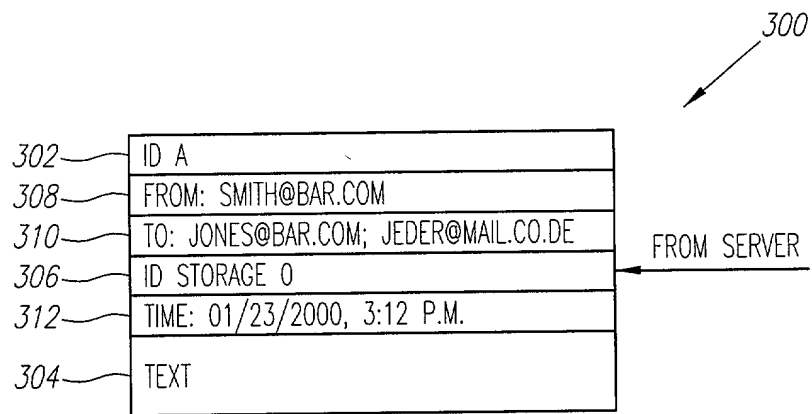 300
302 ID A
308 FROM: SMITH@BAR.COM
310 TO: JONES@BAR.COM; JEDER@MAIL.CO.DE
306 ID STORAGE 0 FROM SERVER
312 TIME: 01/23/2000, 3:12 P.M.
304 TEXT